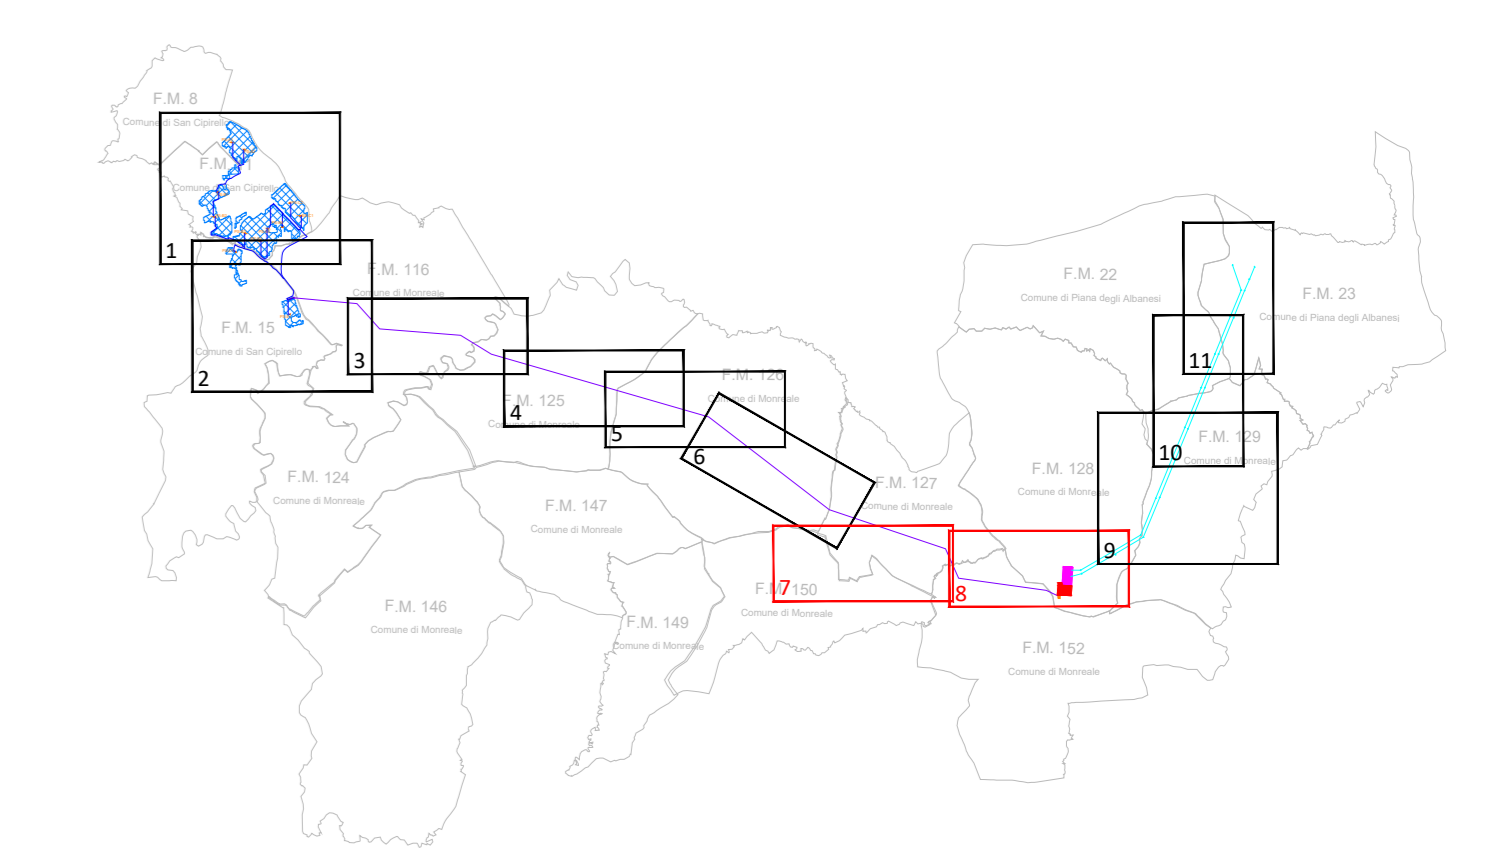 F.M. 8
Comune di San Cipirello
F.M.
Comune di San Cipirello
1
F.M. 116
Comune di Monreale
F.M. 15
Comune di San Cipirello
2
3
F.M. 22
Comune di Piana degli Albanesi
F.M. 23
Comune di Piana degli Albanesi
11
F.M. 126
Comune di Monreale
F.M. 125
4
Comune di Monreale
5
6
F.M. 129
Comune di Monreale
10
F.M. 124
Comune di Monreale
F.M. 128
Comune di Monreale
F.M. 127
Comune di Monreale
F.M. 147
Comune di Monreale
9
7
F.M. 150
Comune di Monreale
8
F.M. 146
Comune di Monreale
F.M. 149
Comune di Monreale
F.M. 152
Comune di Monreale